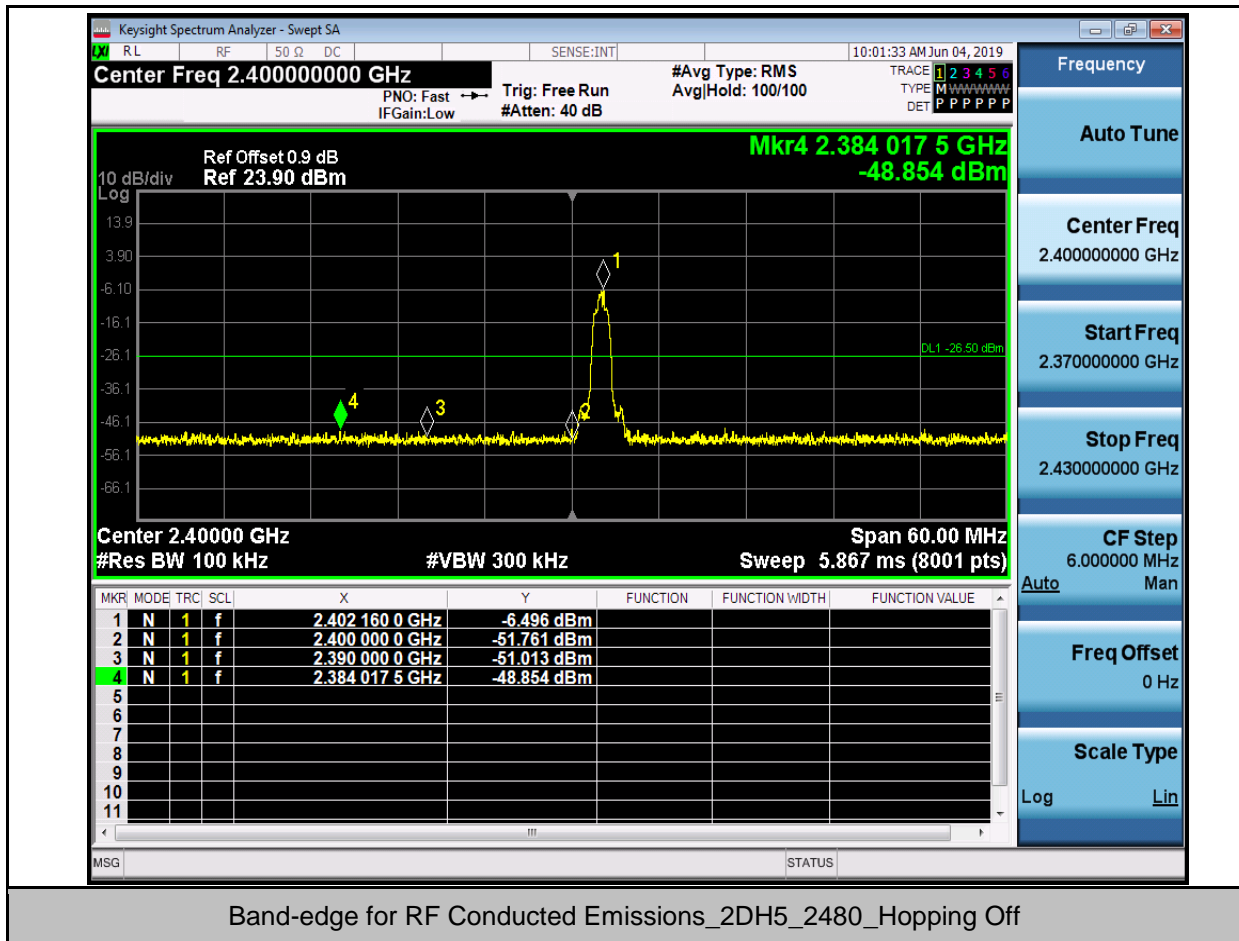 Keysight Spectrum Analyzer - Swept SA
LXI RL RF 50 Ω DC SENSE:INT 10:01:33 AM Jun 04, 2019
Center Freq 2.400000000 GHz
PNO: Fast
IFGain:Low
Trig: Free Run
#Atten: 40 dB
#Avg Type: RMS
Avg|Hold: 100/100
TRACE 1 2 3 4 5 6
TYPE M W W W W W
DET P P P P P P
Mkr4 2.384 017 5 GHz
-48.854 dBm
Ref Offset 0.9 dB
10 dB/div Ref 23.90 dBm
Log
13.9
3.90
-6.10
-16.1
-26.1
-36.1
-46.1
-56.1
-66.1
1
DL1 -26.50 dBm
4
3
2
Center 2.40000 GHz Span 60.00 MHz
#Res BW 100 kHz #VBW 300 kHz Sweep 5.867 ms (8001 pts)
MKR MODE TRC SCL X Y FUNCTION FUNCTION WIDTH FUNCTION VALUE
1 N 1 f 2.402 160 0 GHz -6.496 dBm
2 N 1 f 2.400 000 0 GHz -51.761 dBm
3 N 1 f 2.390 000 0 GHz -51.013 dBm
4 N 1 f 2.384 017 5 GHz -48.854 dBm
5
6
7
8
9
10
11
MSG STATUS
Frequency
Auto Tune
Center Freq
2.400000000 GHz
Start Freq
2.370000000 GHz
Stop Freq
2.430000000 GHz
CF Step
6.000000 MHz
Auto Man
Freq Offset
0 Hz
Scale Type
Log Lin
Band-edge for RF Conducted Emissions_2DH5_2480_Hopping Off